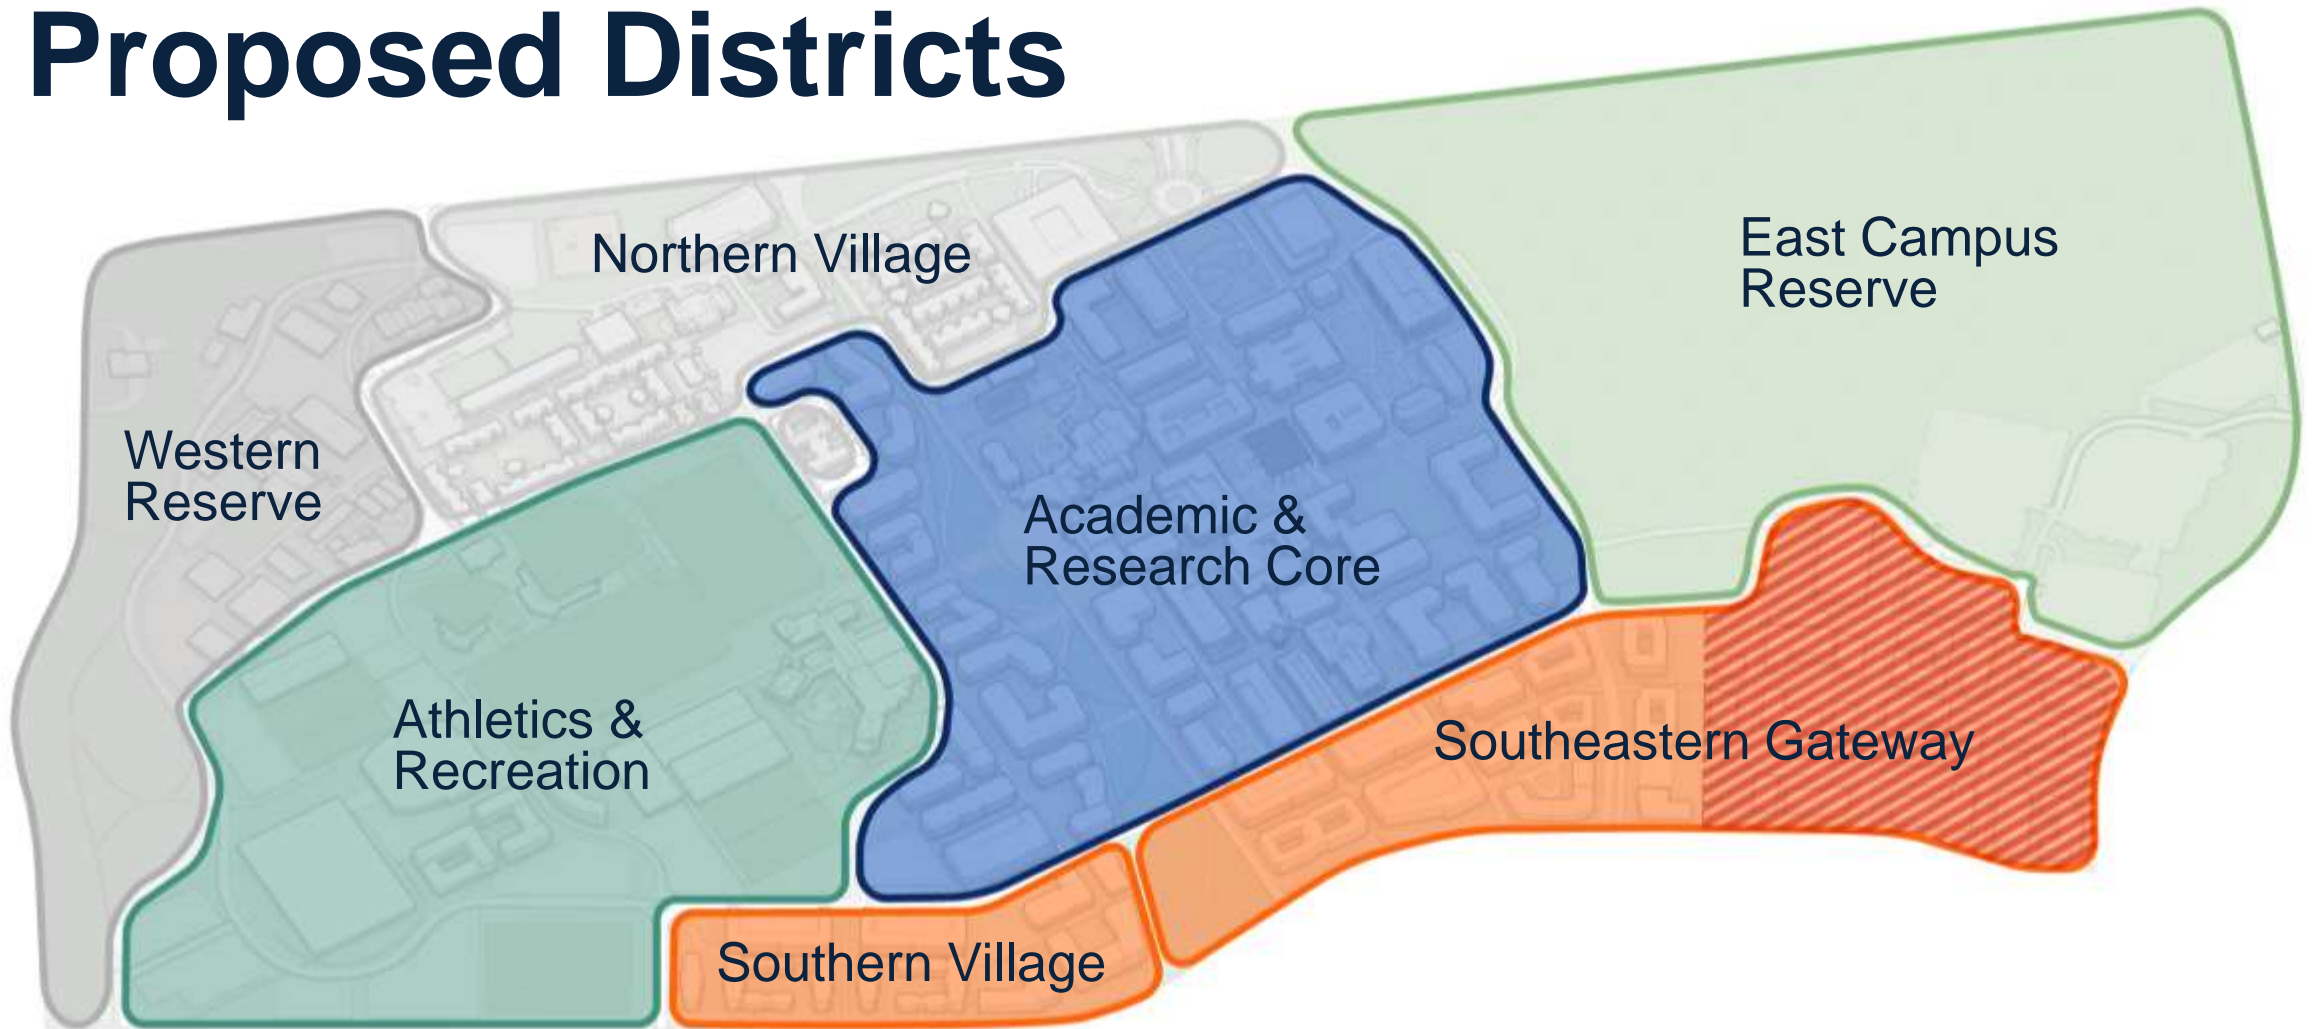 Proposed Districts
Northern Village
East Campus
Reserve
Western
Reserve
Academic &
Research Core
Athletics &
Recreation
Southeastern Gateway
Southern Village